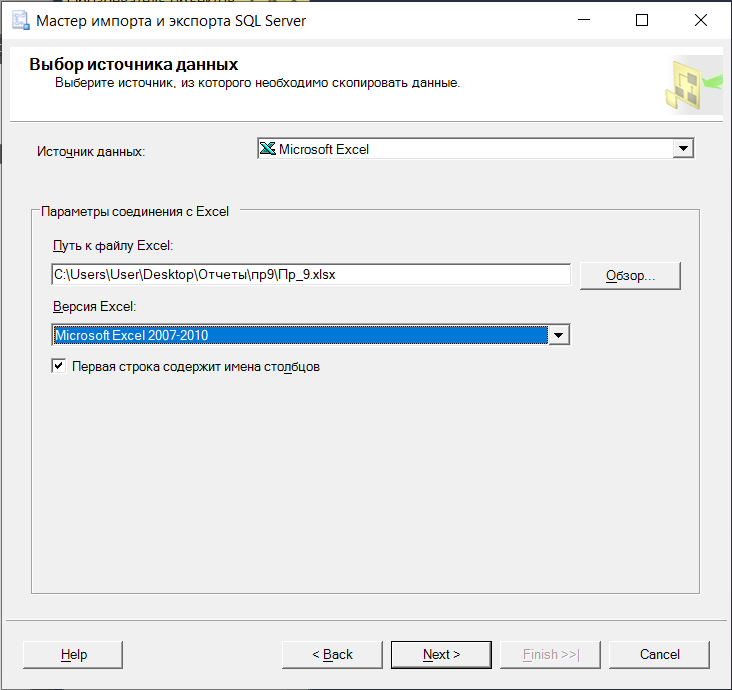 Мастер импорта и экспорта SQL Server
Выбор источника данных
Выберите источник, из которого необходимо скопировать данные.
Источник данных: Microsoft Excel
Параметры соединения с Excel
Путь к файлу Excel:
C:\Users\User\Desktop\Отчеты\пр9\Пр_9.xlsx Обзор...
Версия Excel:
Microsoft Excel 2007-2010
Первая строка содержит имена столбцов
Help < Back Next > Finish >>| Cancel